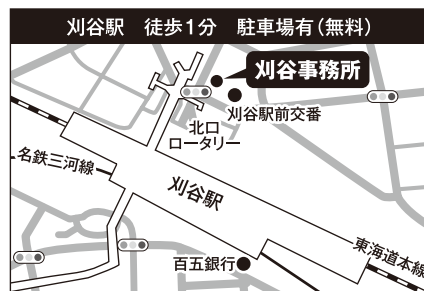 刈谷駅 徒歩1分 駐車場有(無料)
刈谷事務所
刈谷駅前交番
北口
ロータリー
名鉄三河線
刈谷駅
東海道本線
百五銀行